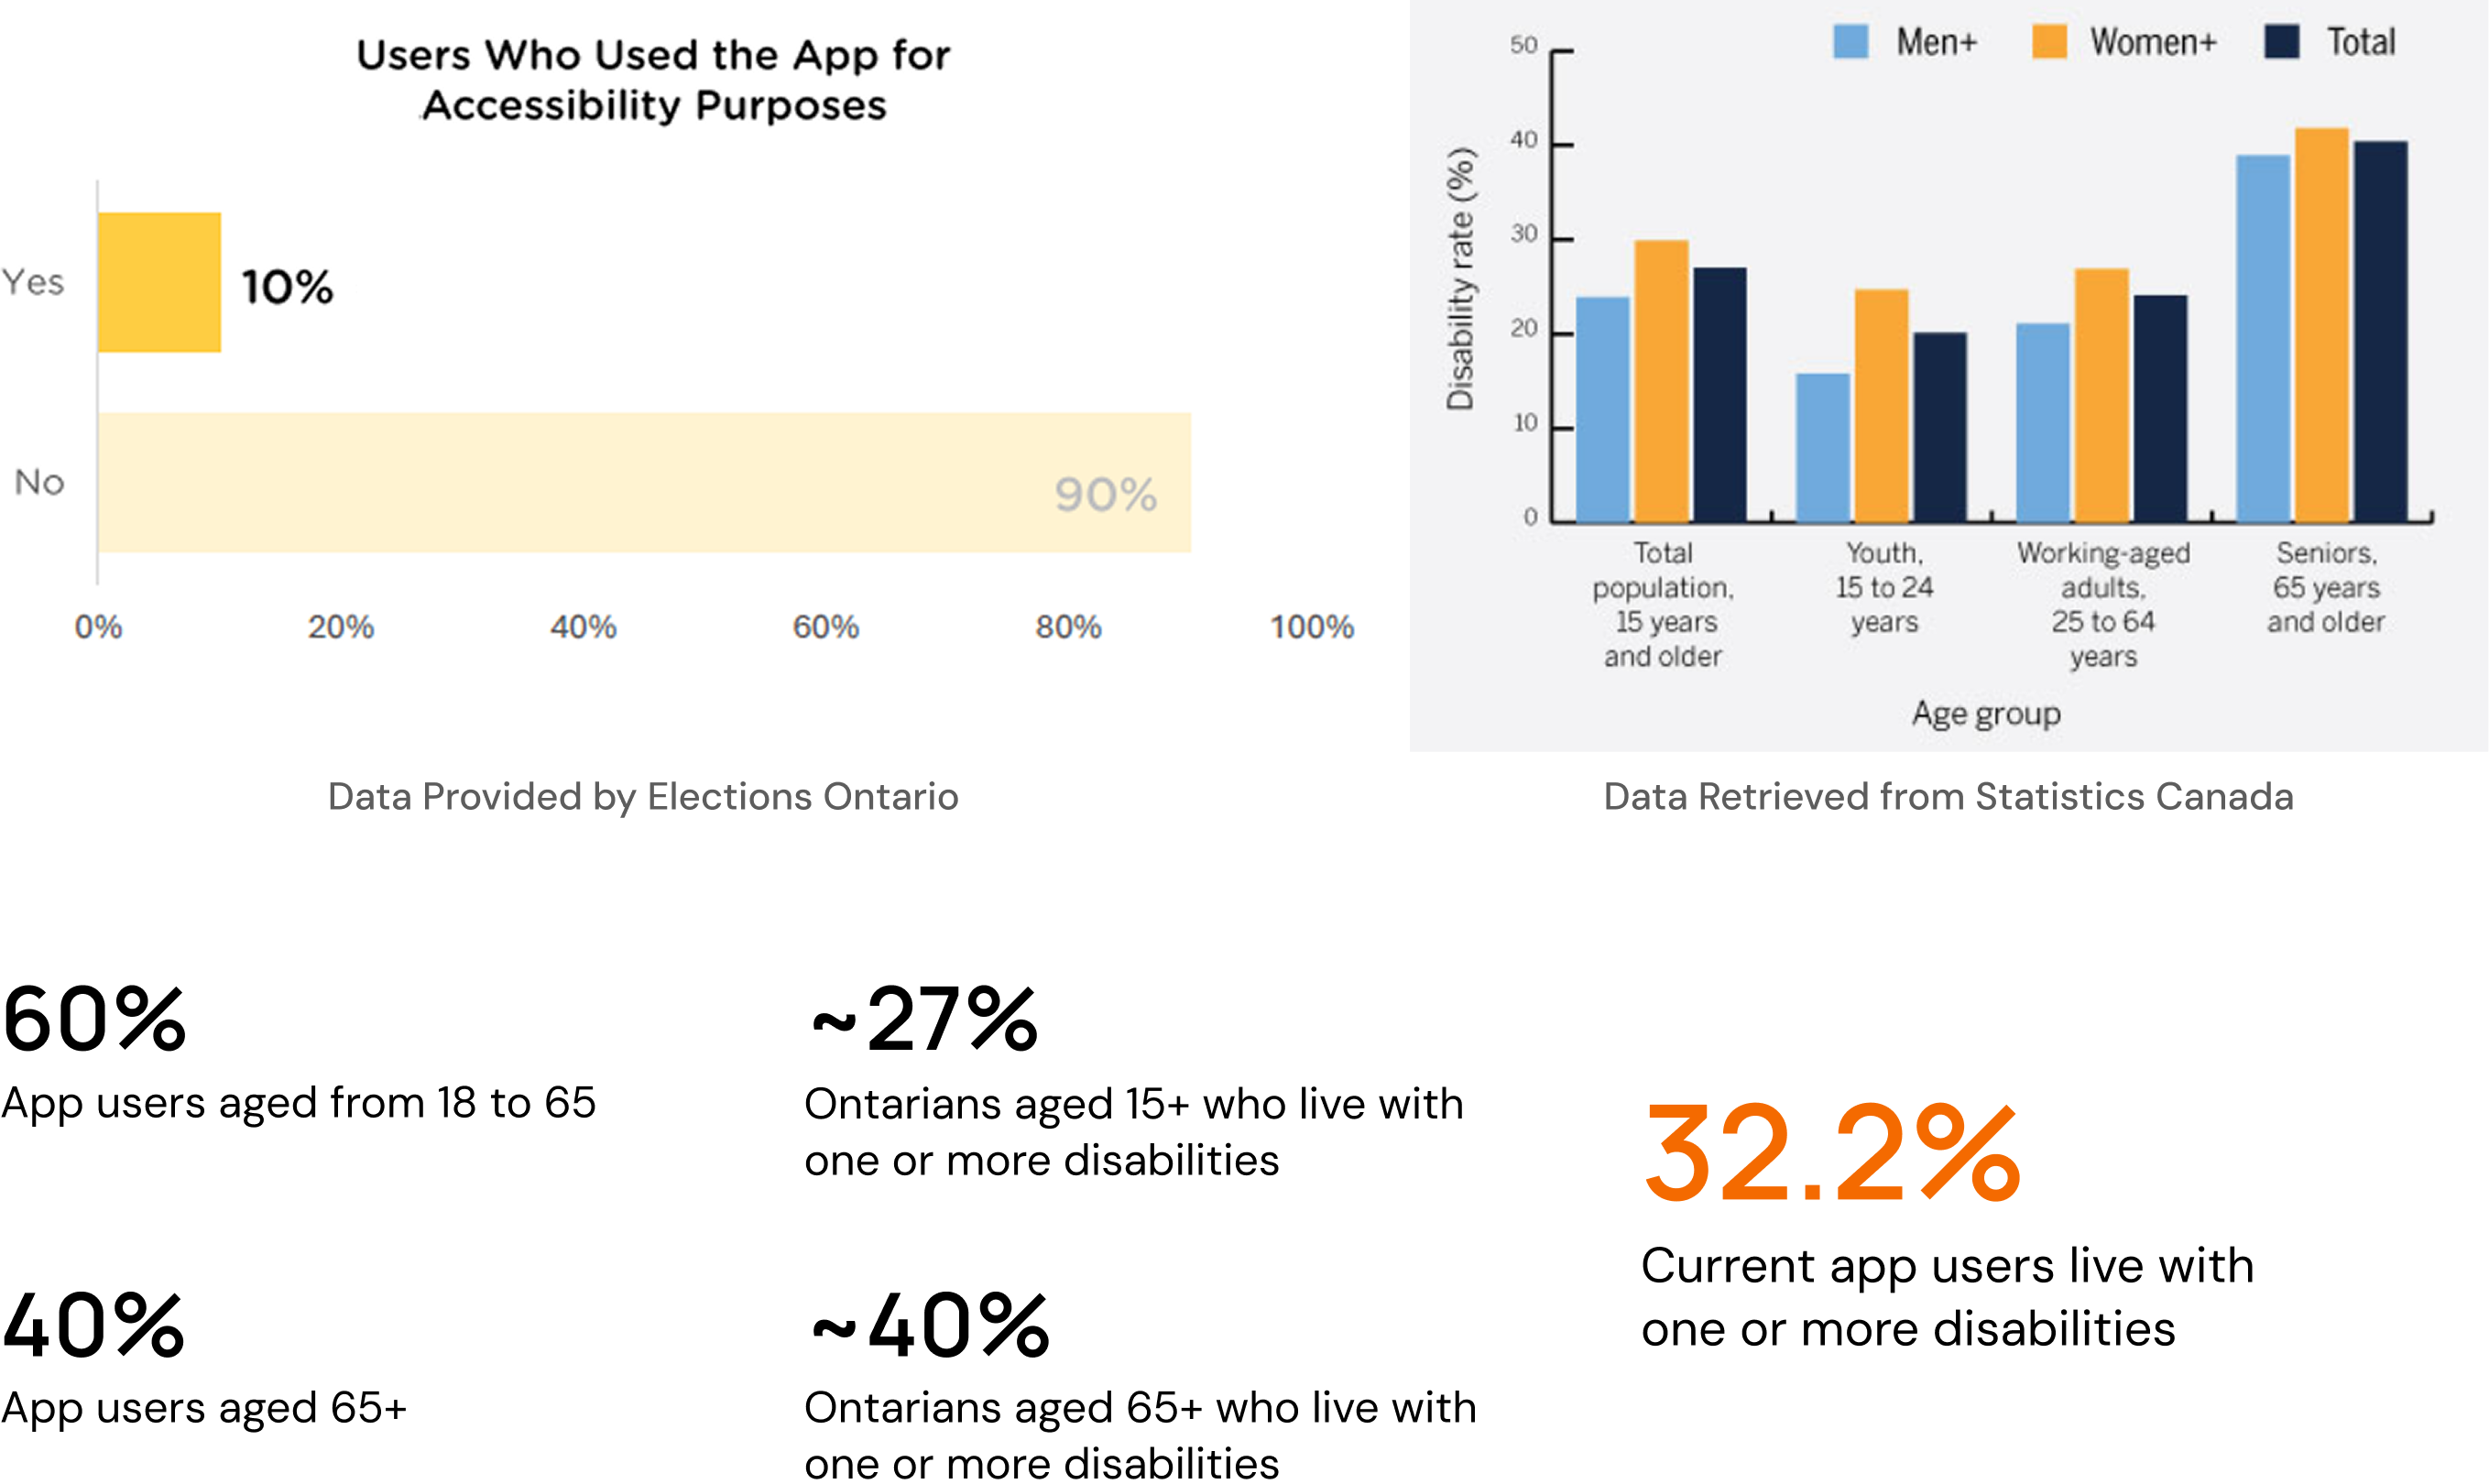 Users Who Used the App for
Accessibility Purposes
Yes
10%
No
90%
0%
20%
40%
60%
80%
100%
Data Provided by Elections Ontario
Men+
Women+
Total
Disability rate (%)
50
40
30
20
10
0
Total
population,
15 years
and older
Youth,
15 to 24
years
Working-aged
adults,
25 to 64
years
Seniors,
65 years
and older
Age group
Data Retrieved from Statistics Canada
60%
App users aged from 18 to 65
40%
App users aged 65+
~27%
Ontarians aged 15+ who live with
one or more disabilities
~40%
Ontarians aged 65+ who live with
one or more disabilities
32.2%
Current app users live with
one or more disabilities